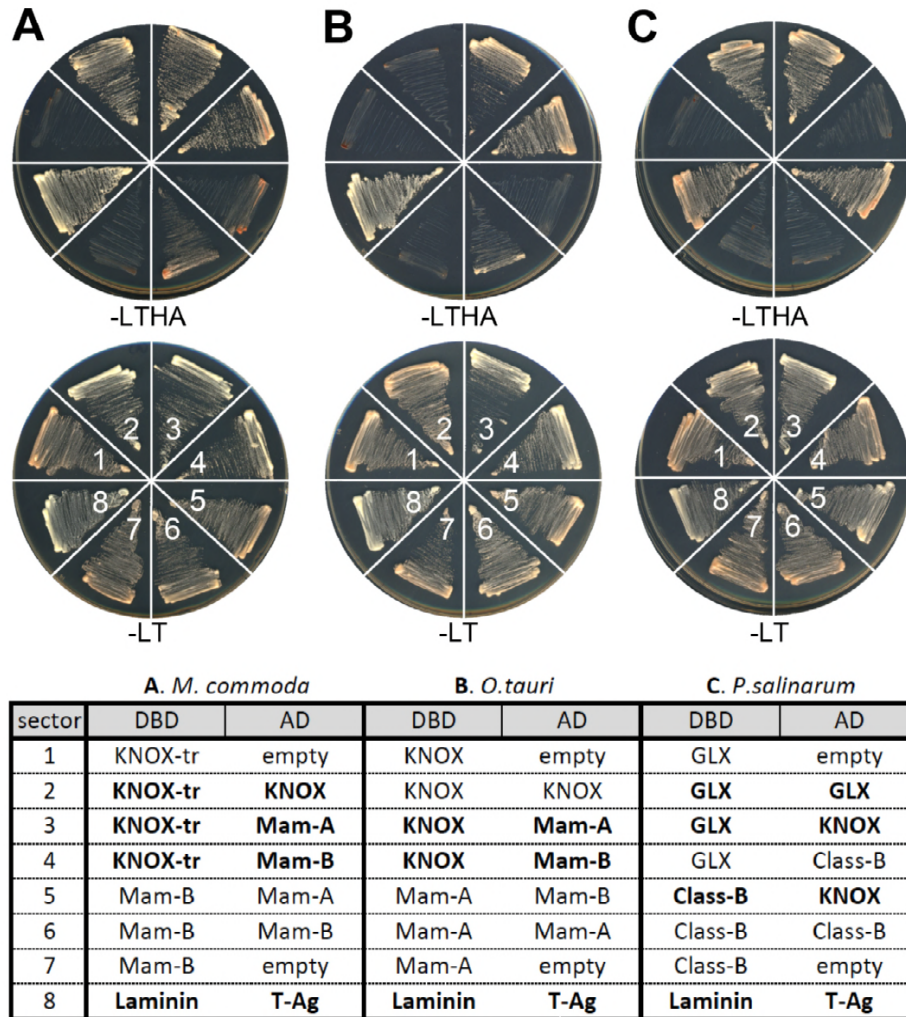 A B C
-LTHA -LTHA -LTHA
2 3 2 3 2 3
1 4 1 4 1 4
8 5 8 5 8 5
7 6 7 6 7 6
-LT -LT -LT
A. M. commoda B. O.tauri C. P.salinarum
sector DBD AD DBD AD DBD AD
1 KNOX-tr empty KNOX empty GLX empty
2 KNOX-tr KNOX KNOX KNOX GLX GLX
3 KNOX-tr Mam-A KNOX Mam-A GLX KNOX
4 KNOX-tr Mam-B KNOX Mam-B GLX Class-B
5 Mam-B Mam-A Mam-A Mam-B Class-B KNOX
6 Mam-B Mam-B Mam-A Mam-A Class-B Class-B
7 Mam-B empty Mam-A empty Class-B empty
8 Laminin T-Ag Laminin T-Ag Laminin T-Ag